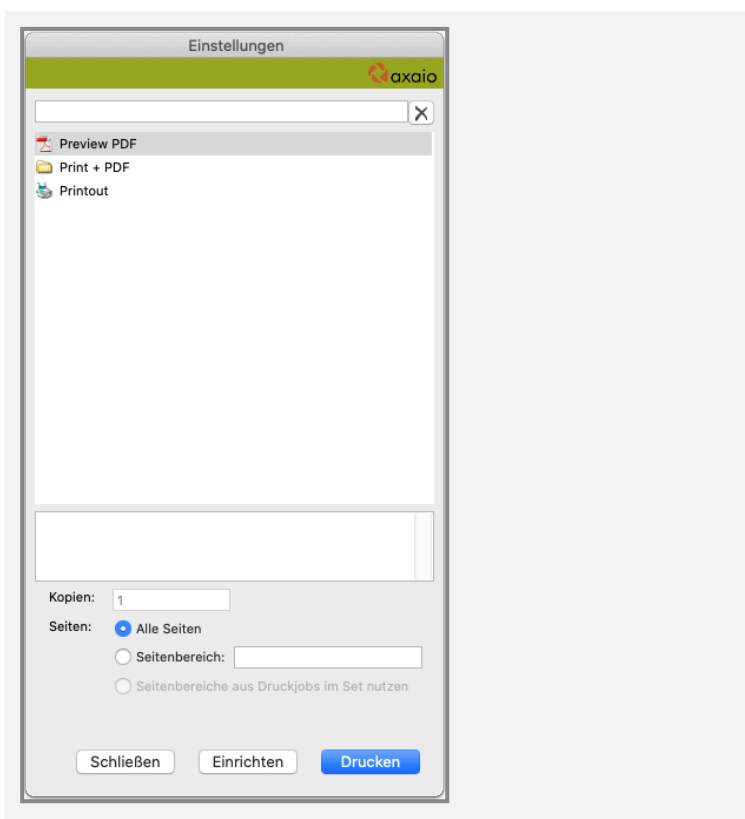 Einstellungen
axaio
Preview PDF
Print + PDF
Printout
Kopien: 1
Seiten: Alle Seiten
Seitenbereich:
Seitenbereiche aus Druckjobs im Set nutzen
Schließen Einrichten Drucken